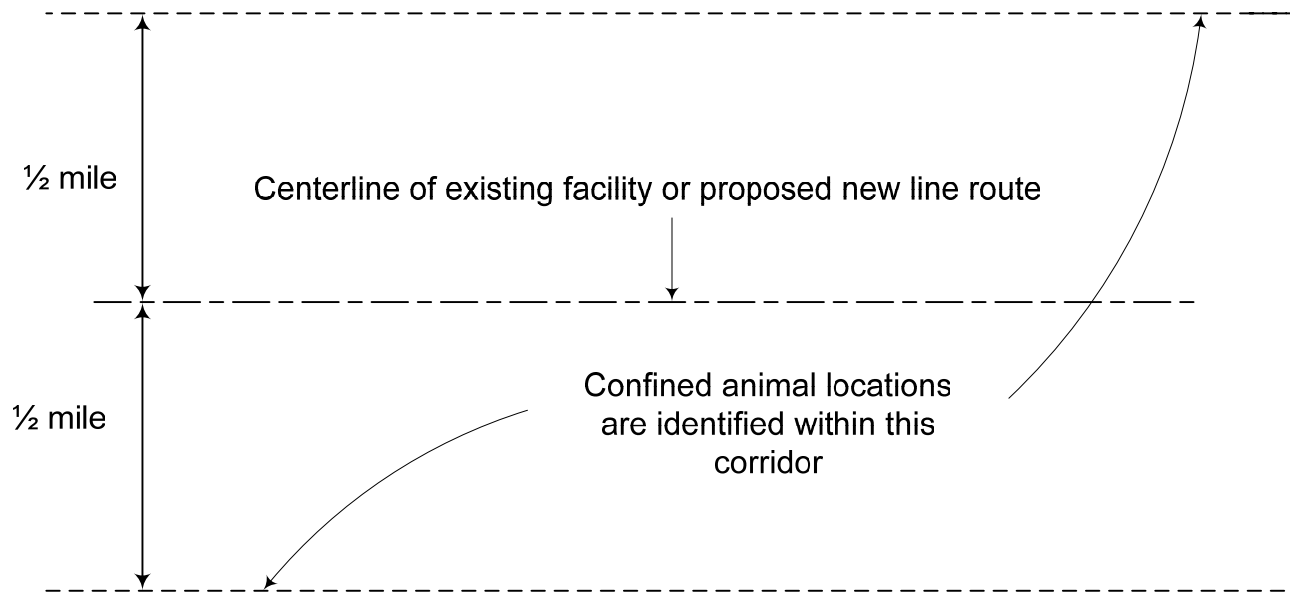 ½ mile
Centerline of existing facility or proposed new line route
½ mile
Confined animal locations
are identified within this
corridor